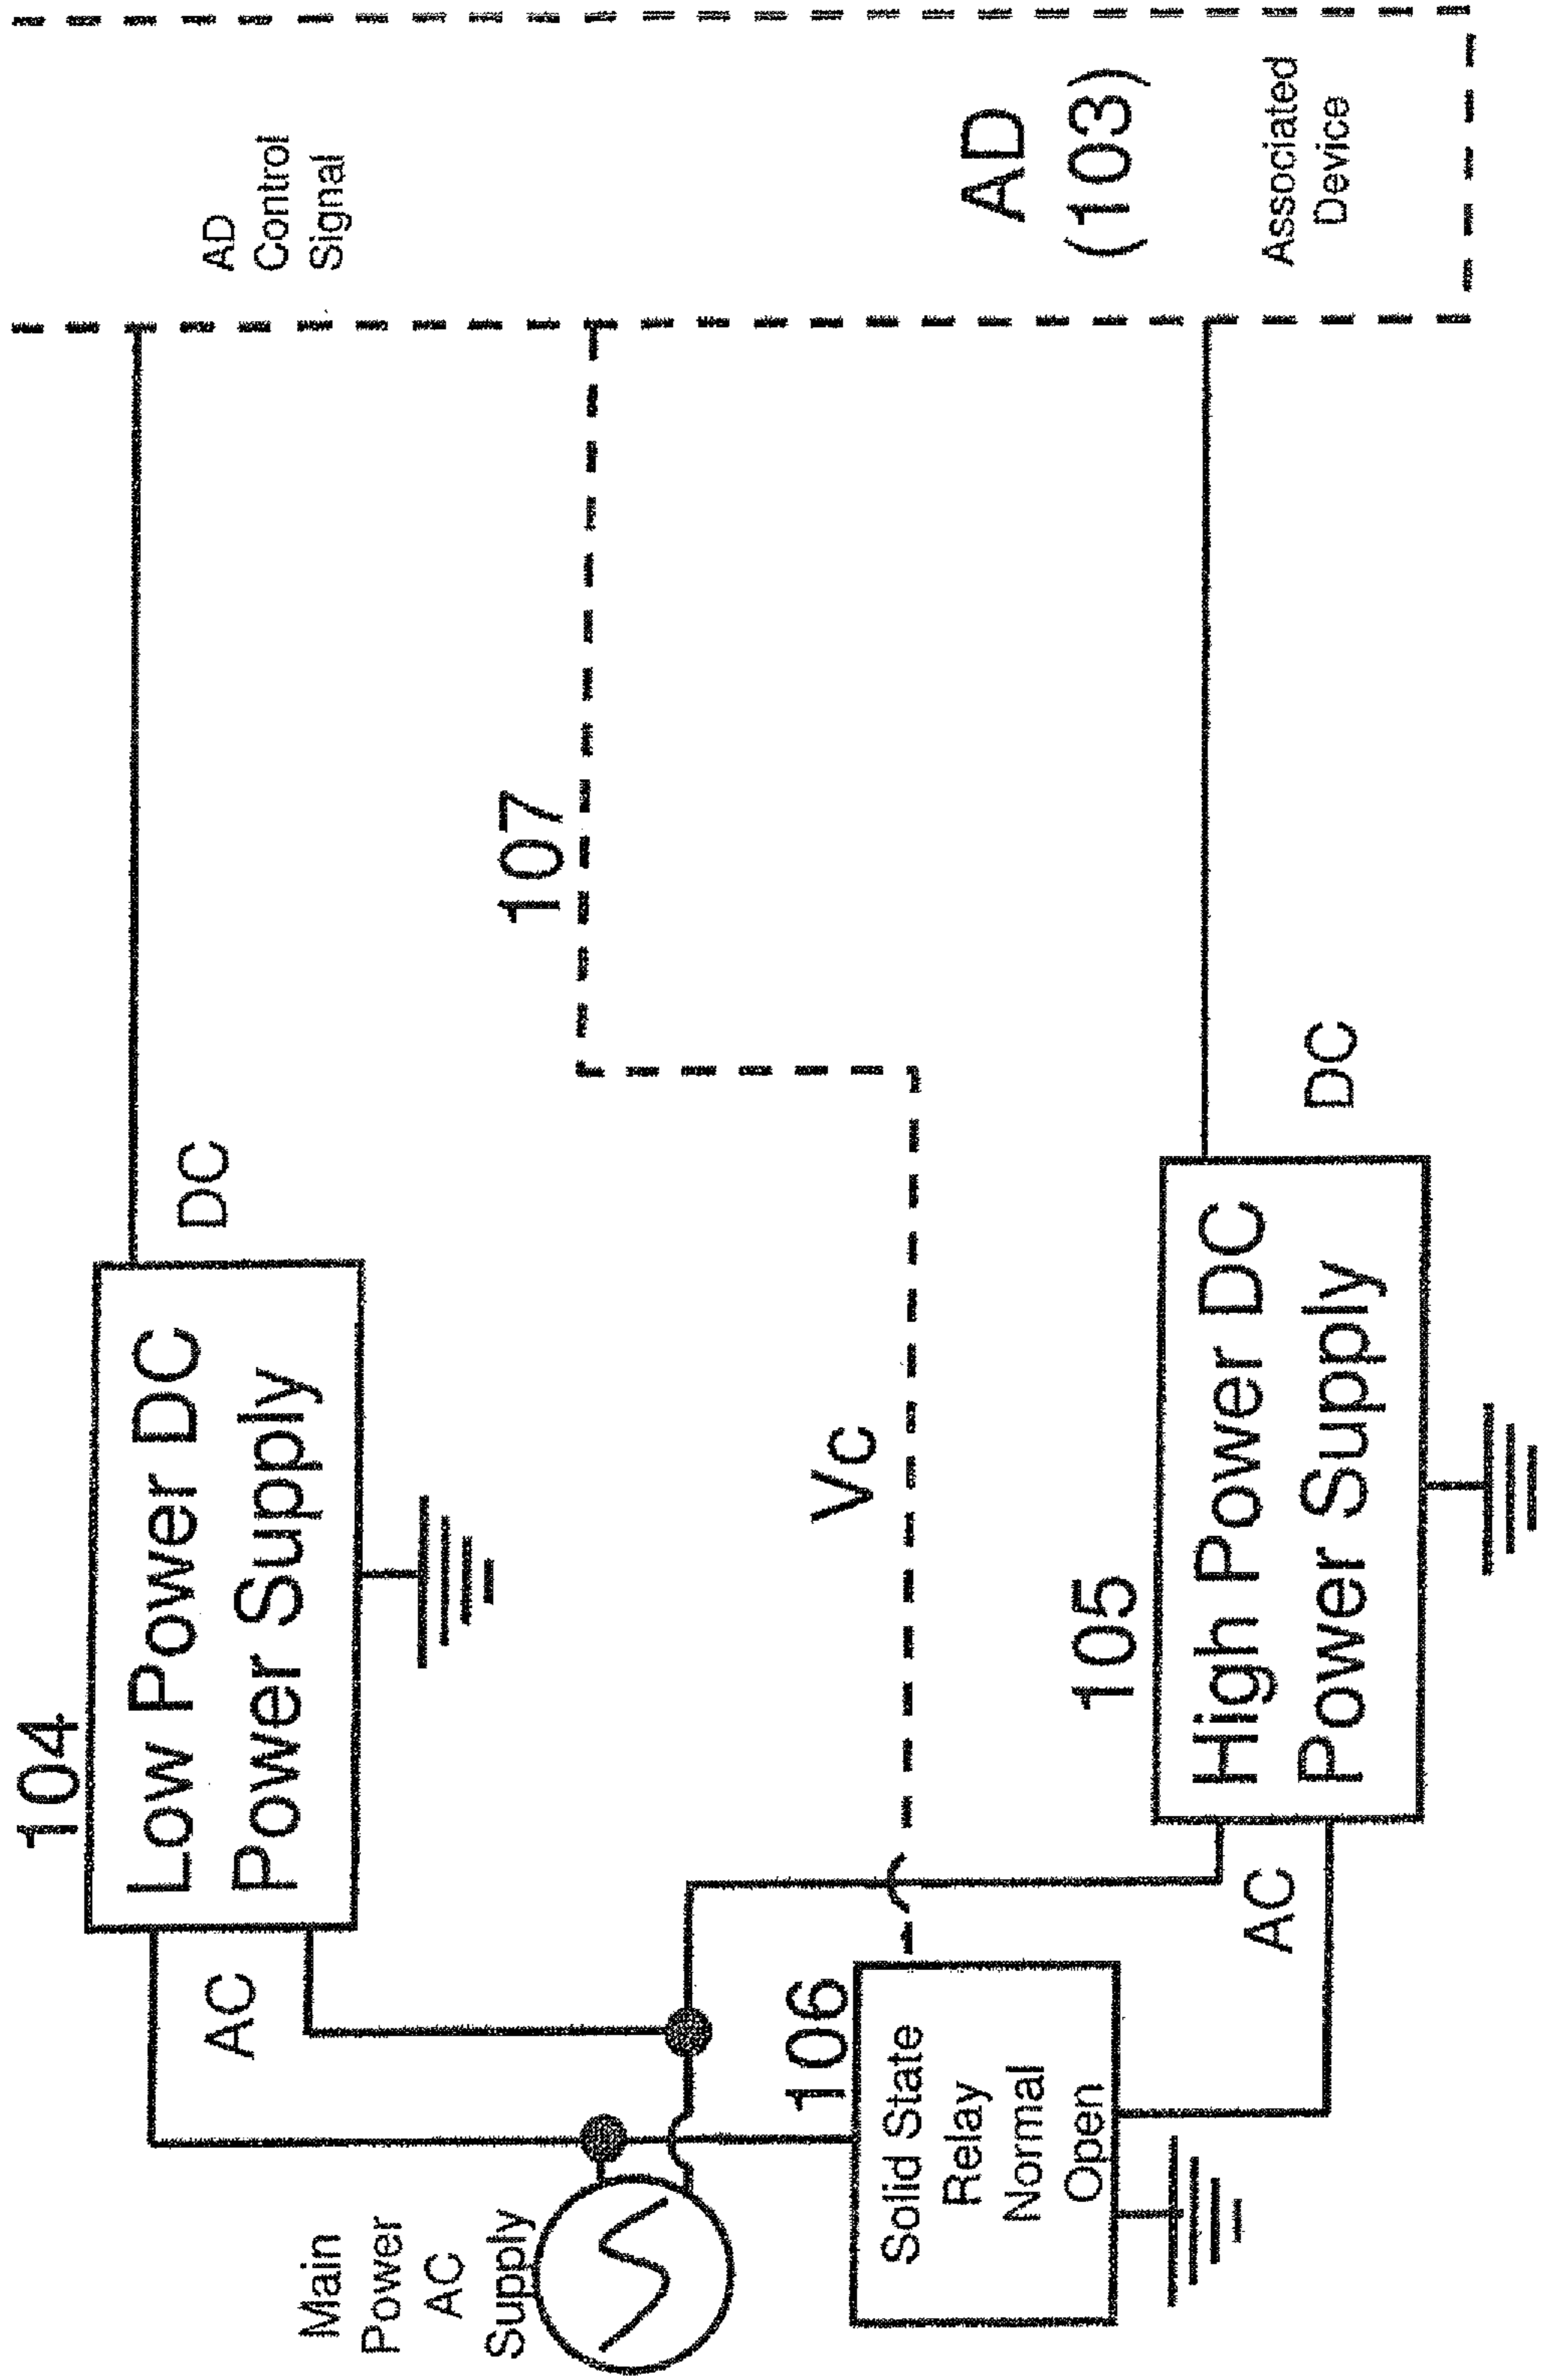 104
Low Power DC
Power Supply
AC
DC
AD
Control
Signal
Main
Power
AC
Supply
107
106
Solid State
Relay
Normal
Open
Vc
AD
(103)
105
High Power DC
Power Supply
AC
DC
Associated
Device